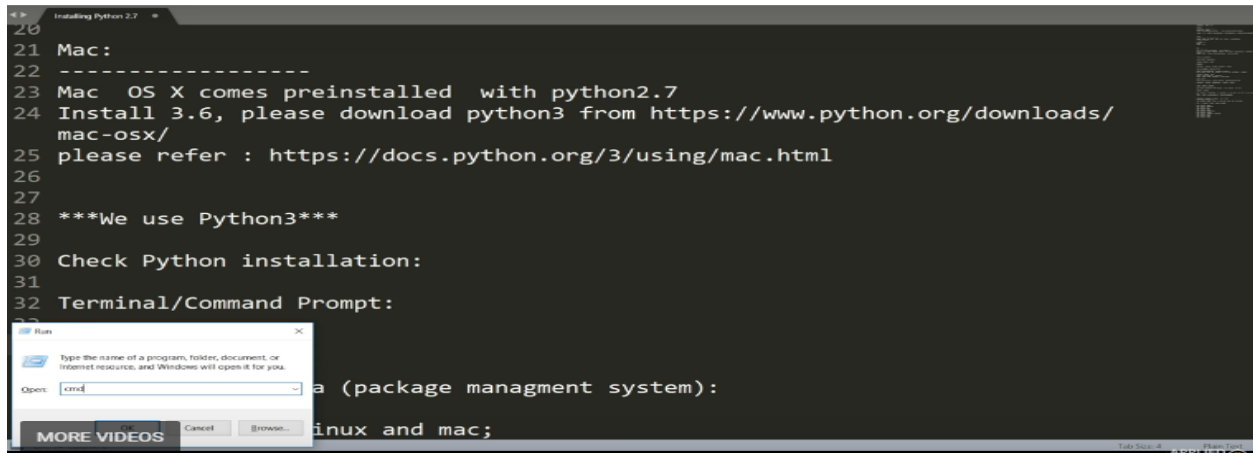 Installing Python 2.7
20
21 Mac:
22 ------------------
23 Mac  OS X comes preinstalled  with python2.7
24 Install 3.6, please download python3 from https://www.python.org/downloads/
mac-osx/
25 please refer : https://docs.python.org/3/using/mac.html
26
27
28 ***We use Python3***
29
30 Check Python installation:
31
32 Terminal/Command Prompt:
Run
Type the name of a program, folder, document, or
Internet resource, and Windows will open it for you.
Open: cmd
a (package managment system):
OK Cancel Browse...
MORE VIDEOS
inux and mac;
Tab Size: 4 Plain Text